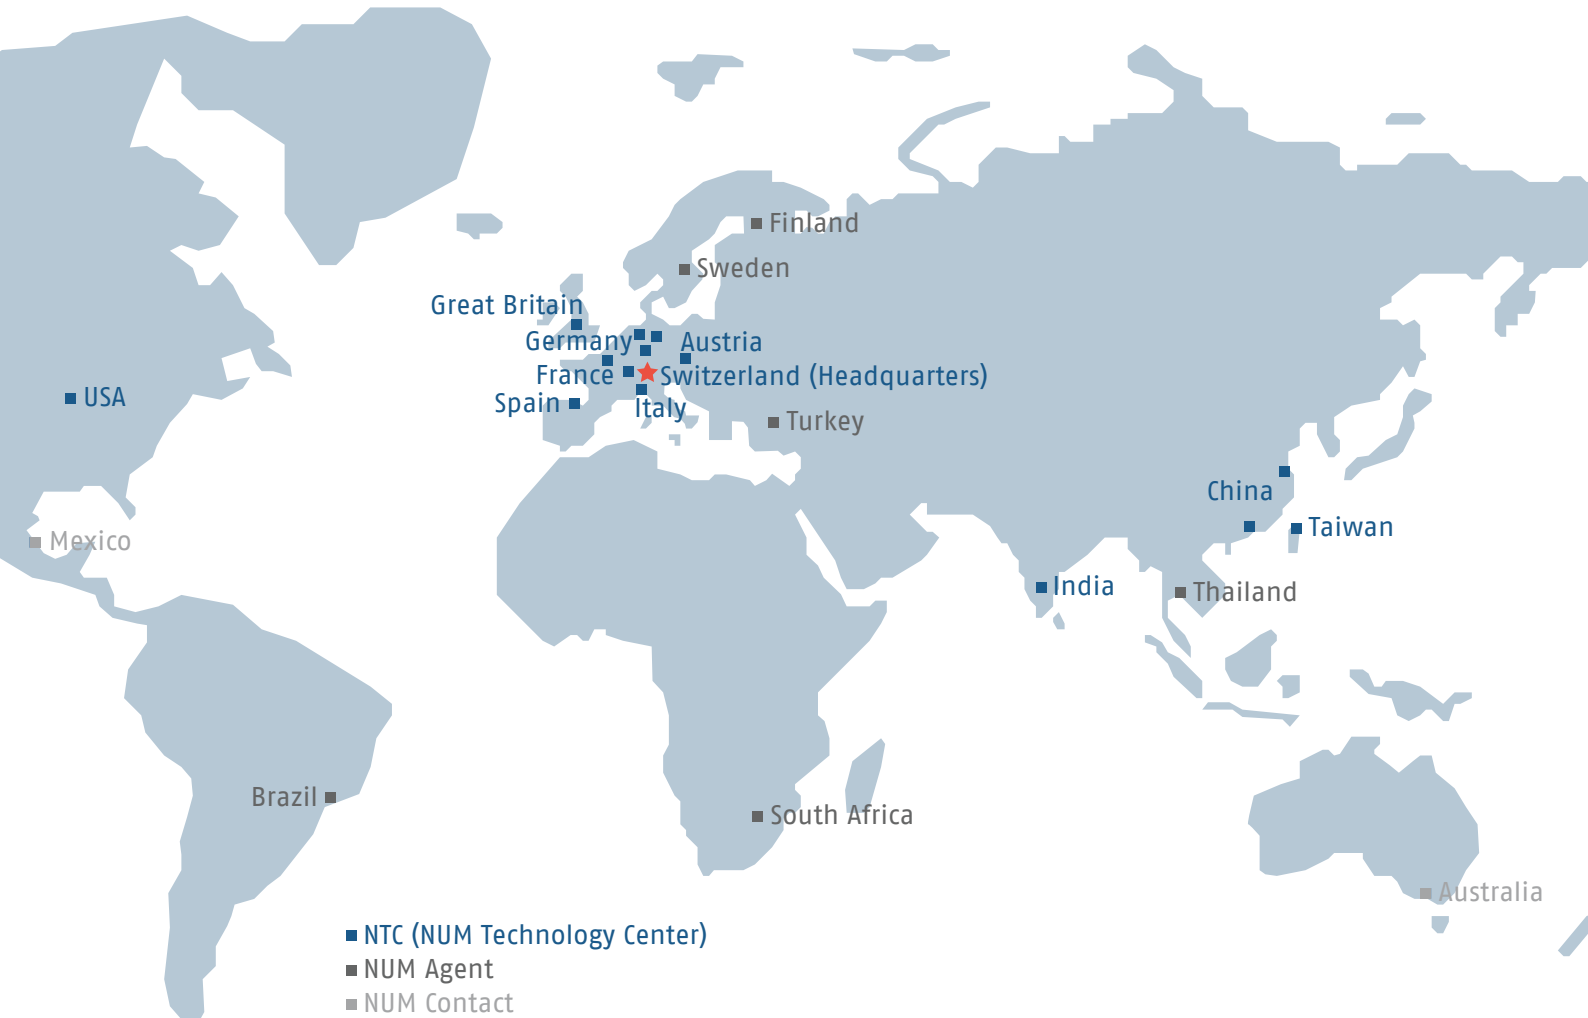 Finland
Sweden
Great Britain
Germany
Austria
France
Switzerland (Headquarters)
USA
Spain
Italy
Turkey
China
Taiwan
Mexico
India
Thailand
Brazil
South Africa
Australia
NTC (NUM Technology Center)
NUM Agent
NUM Contact